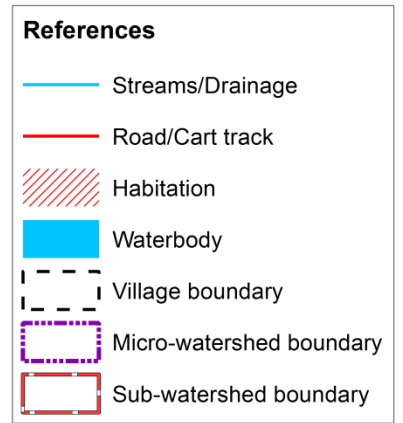 References
Streams/Drainage
Road/Cart track
Habitation
Waterbody
Village boundary
Micro-watershed boundary
Sub-watershed boundary